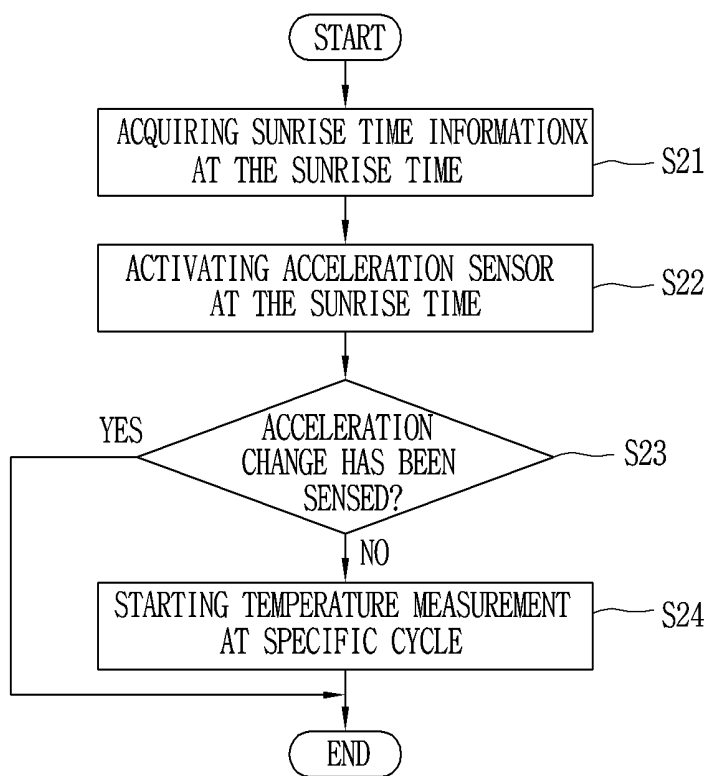 START
ACQUIRING SUNRISE TIME INFORMATIONX
AT THE SUNRISE TIME
S21
ACTIVATING ACCELERATION SENSOR
AT THE SUNRISE TIME
S22
YES
ACCELERATION
CHANGE HAS BEEN
SENSED?
S23
NO
STARTING TEMPERATURE MEASUREMENT
AT SPECIFIC CYCLE
S24
END